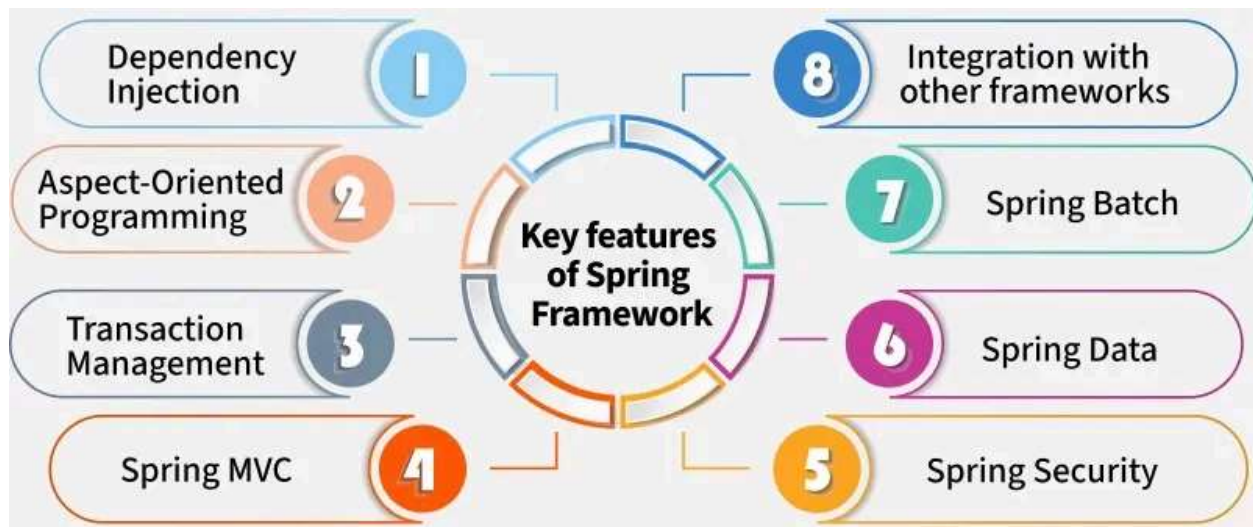 Dependency
Injection
1
Aspect-Oriented
Programming
2
Transaction
Management
3
Spring MVC
4
Key features
of Spring
Framework
8
Integration with
other frameworks
7
Spring Batch
6
Spring Data
5
Spring Security